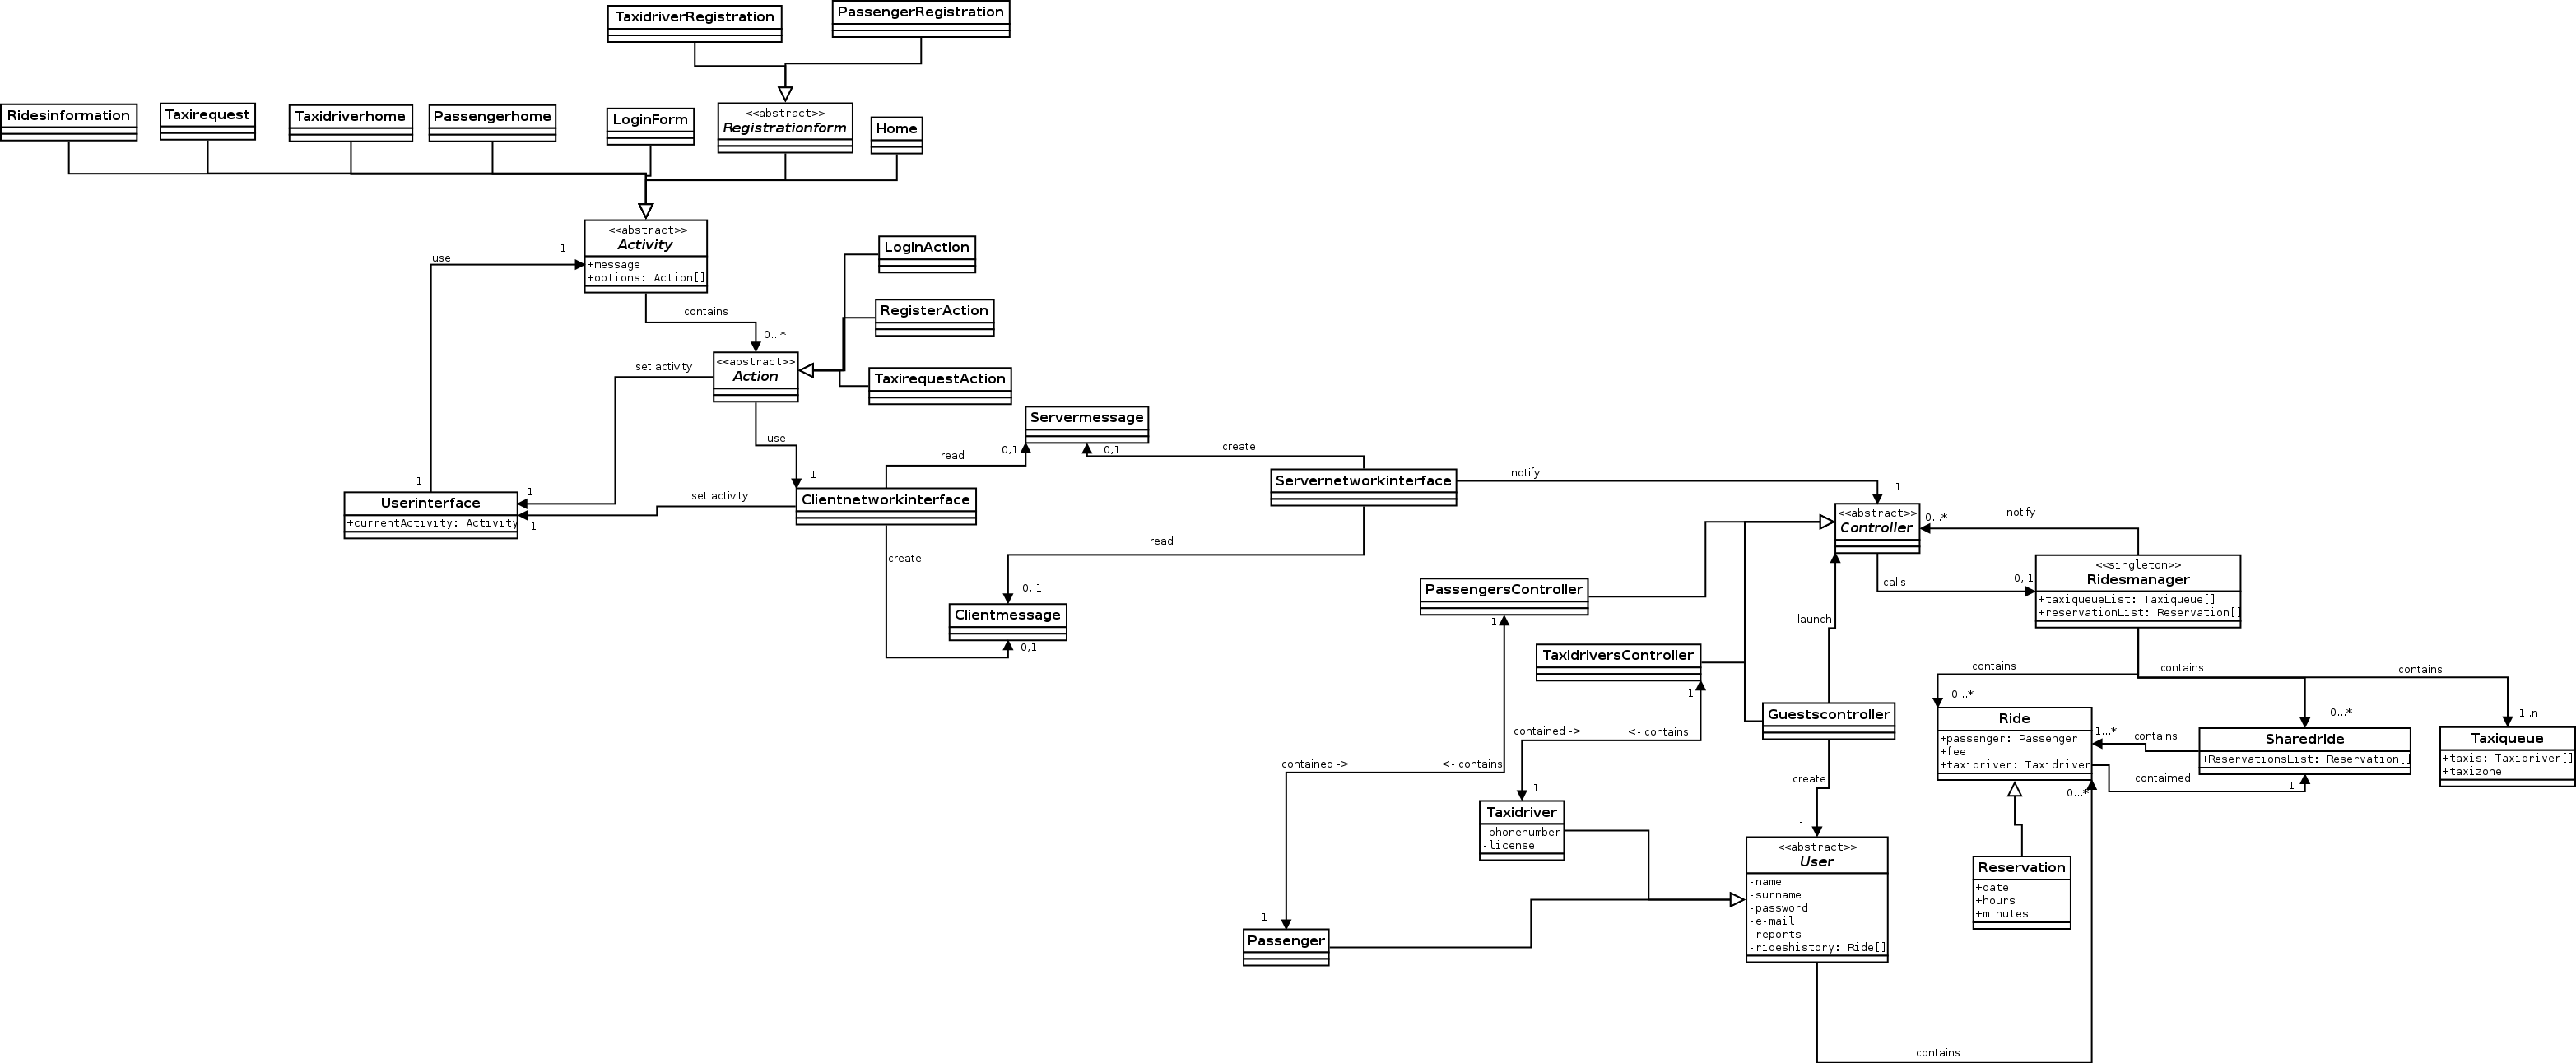 TaxidriverRegistration
PassengerRegistration
Ridesinformation
Taxirequest
Taxidriverhome
Passengerhome
LoginForm
<<abstract>>
Registrationform
Home
<<abstract>>
Activity
+message
+options: Action[]
use
1
contains
0...*
LoginAction
RegisterAction
TaxirequestAction
<<abstract>>
Action
set activity
use
1
Servermessage
0,1
0,1
read
create
1
1
Userinterface
+currentActivity: Activity
1
set activity
Clientnetworkinterface
create
Servernetworkinterface
notify
1
read
0, 1
Clientmessage
0,1
<<abstract>>
Controller
0...*
notify
calls
0, 1
<<singleton>>
Ridesmanager
+taxiqueueList: Taxiqueue[]
+reservationList: Reservation[]
PassengersController
1
launch
TaxidriversController
1
contained ->
<- contains
contained ->
<- contains
Guestscontroller
create
1
contains
contains
contains
0...*
0...*
1..n
Ride
+passenger: Passenger
+fee
+taxidriver: Taxidriver
1...*
contains
contaimed
1
0...*
Sharedride
+ReservationsList: Reservation[]
Taxiqueue
+taxis: Taxidriver[]
+taxizone
1
Taxidriver
-phonenumber
-license
<<abstract>>
User
-name
-surname
-password
-e-mail
-reports
-rideshistory: Ride[]
Reservation
+date
+hours
+minutes
1
Passenger
contains